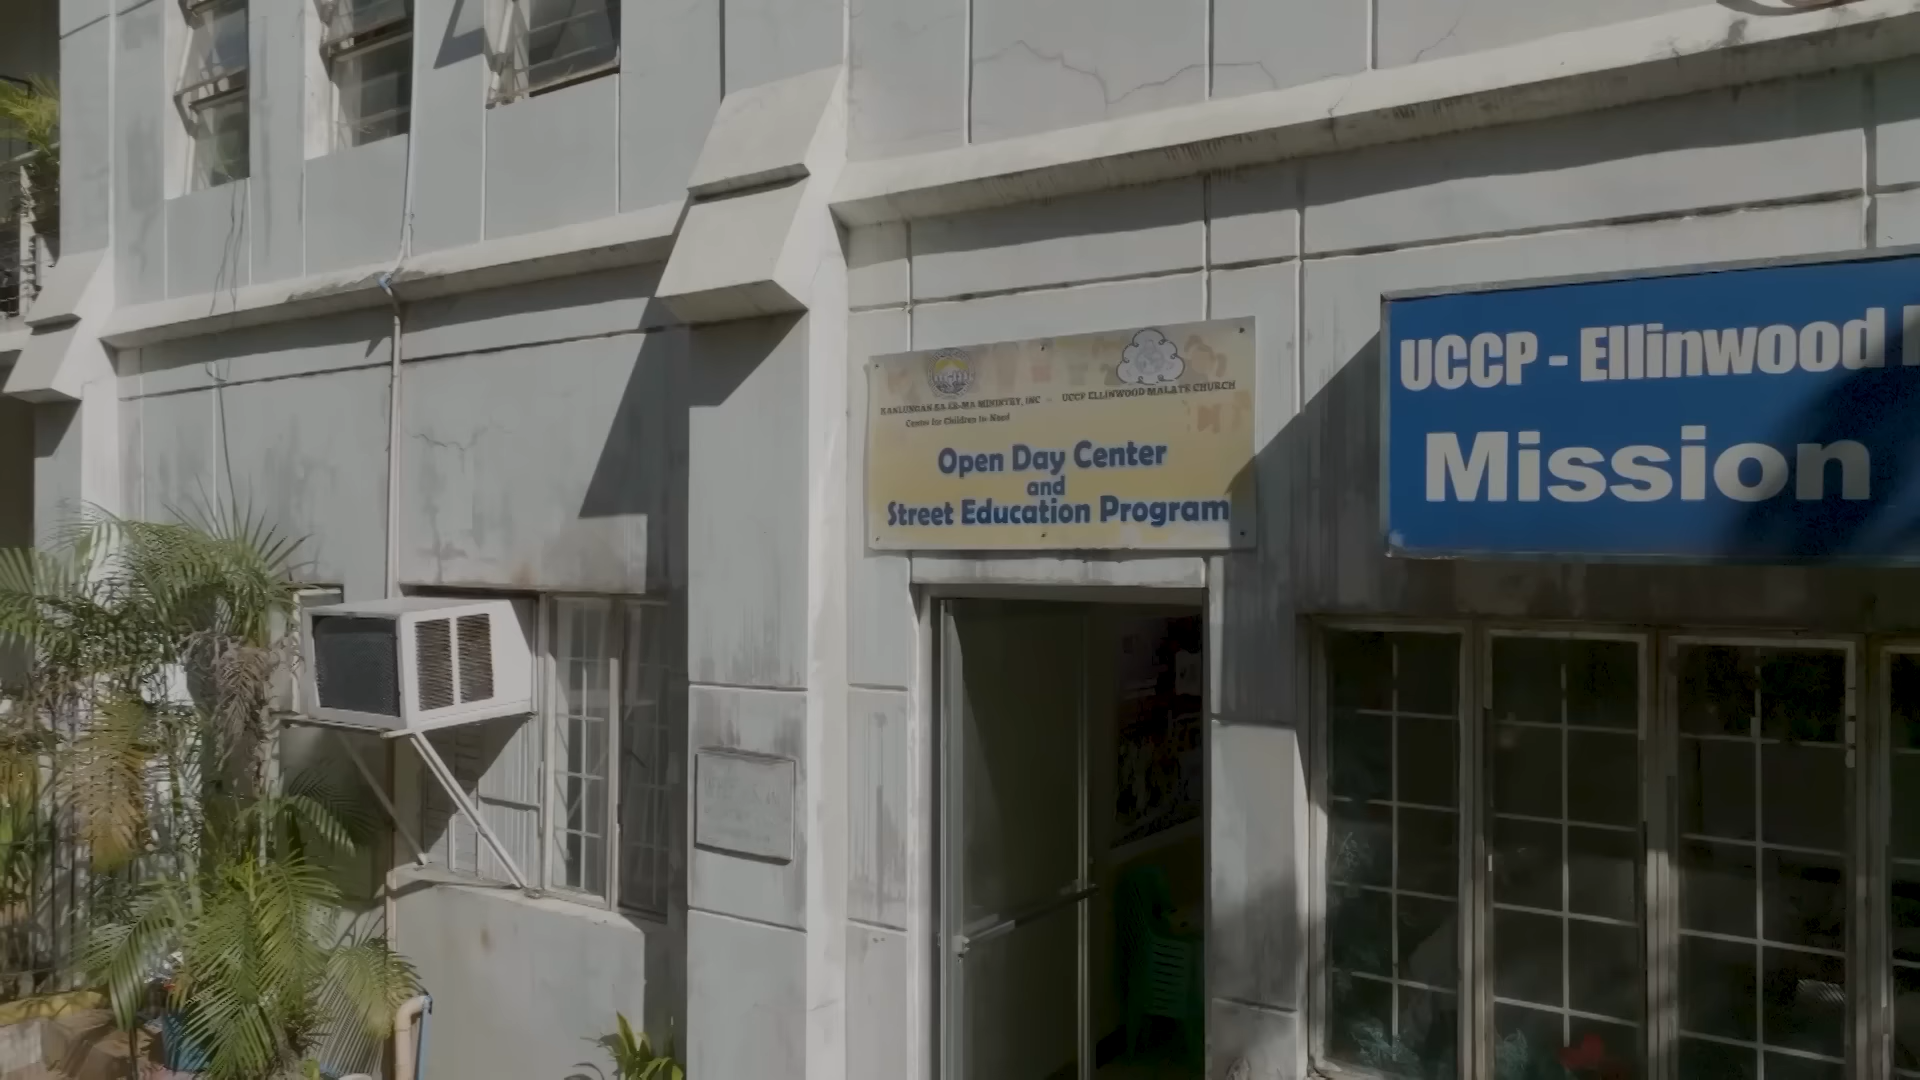 KANLUNGAN SA ER-MA MINISTRY, INC
Center for Children In Need
UCCP ELLINWOOD MALATE CHURCH
Open Day Center
and
Street Education Program
UCCP - Ellinwood
Mission